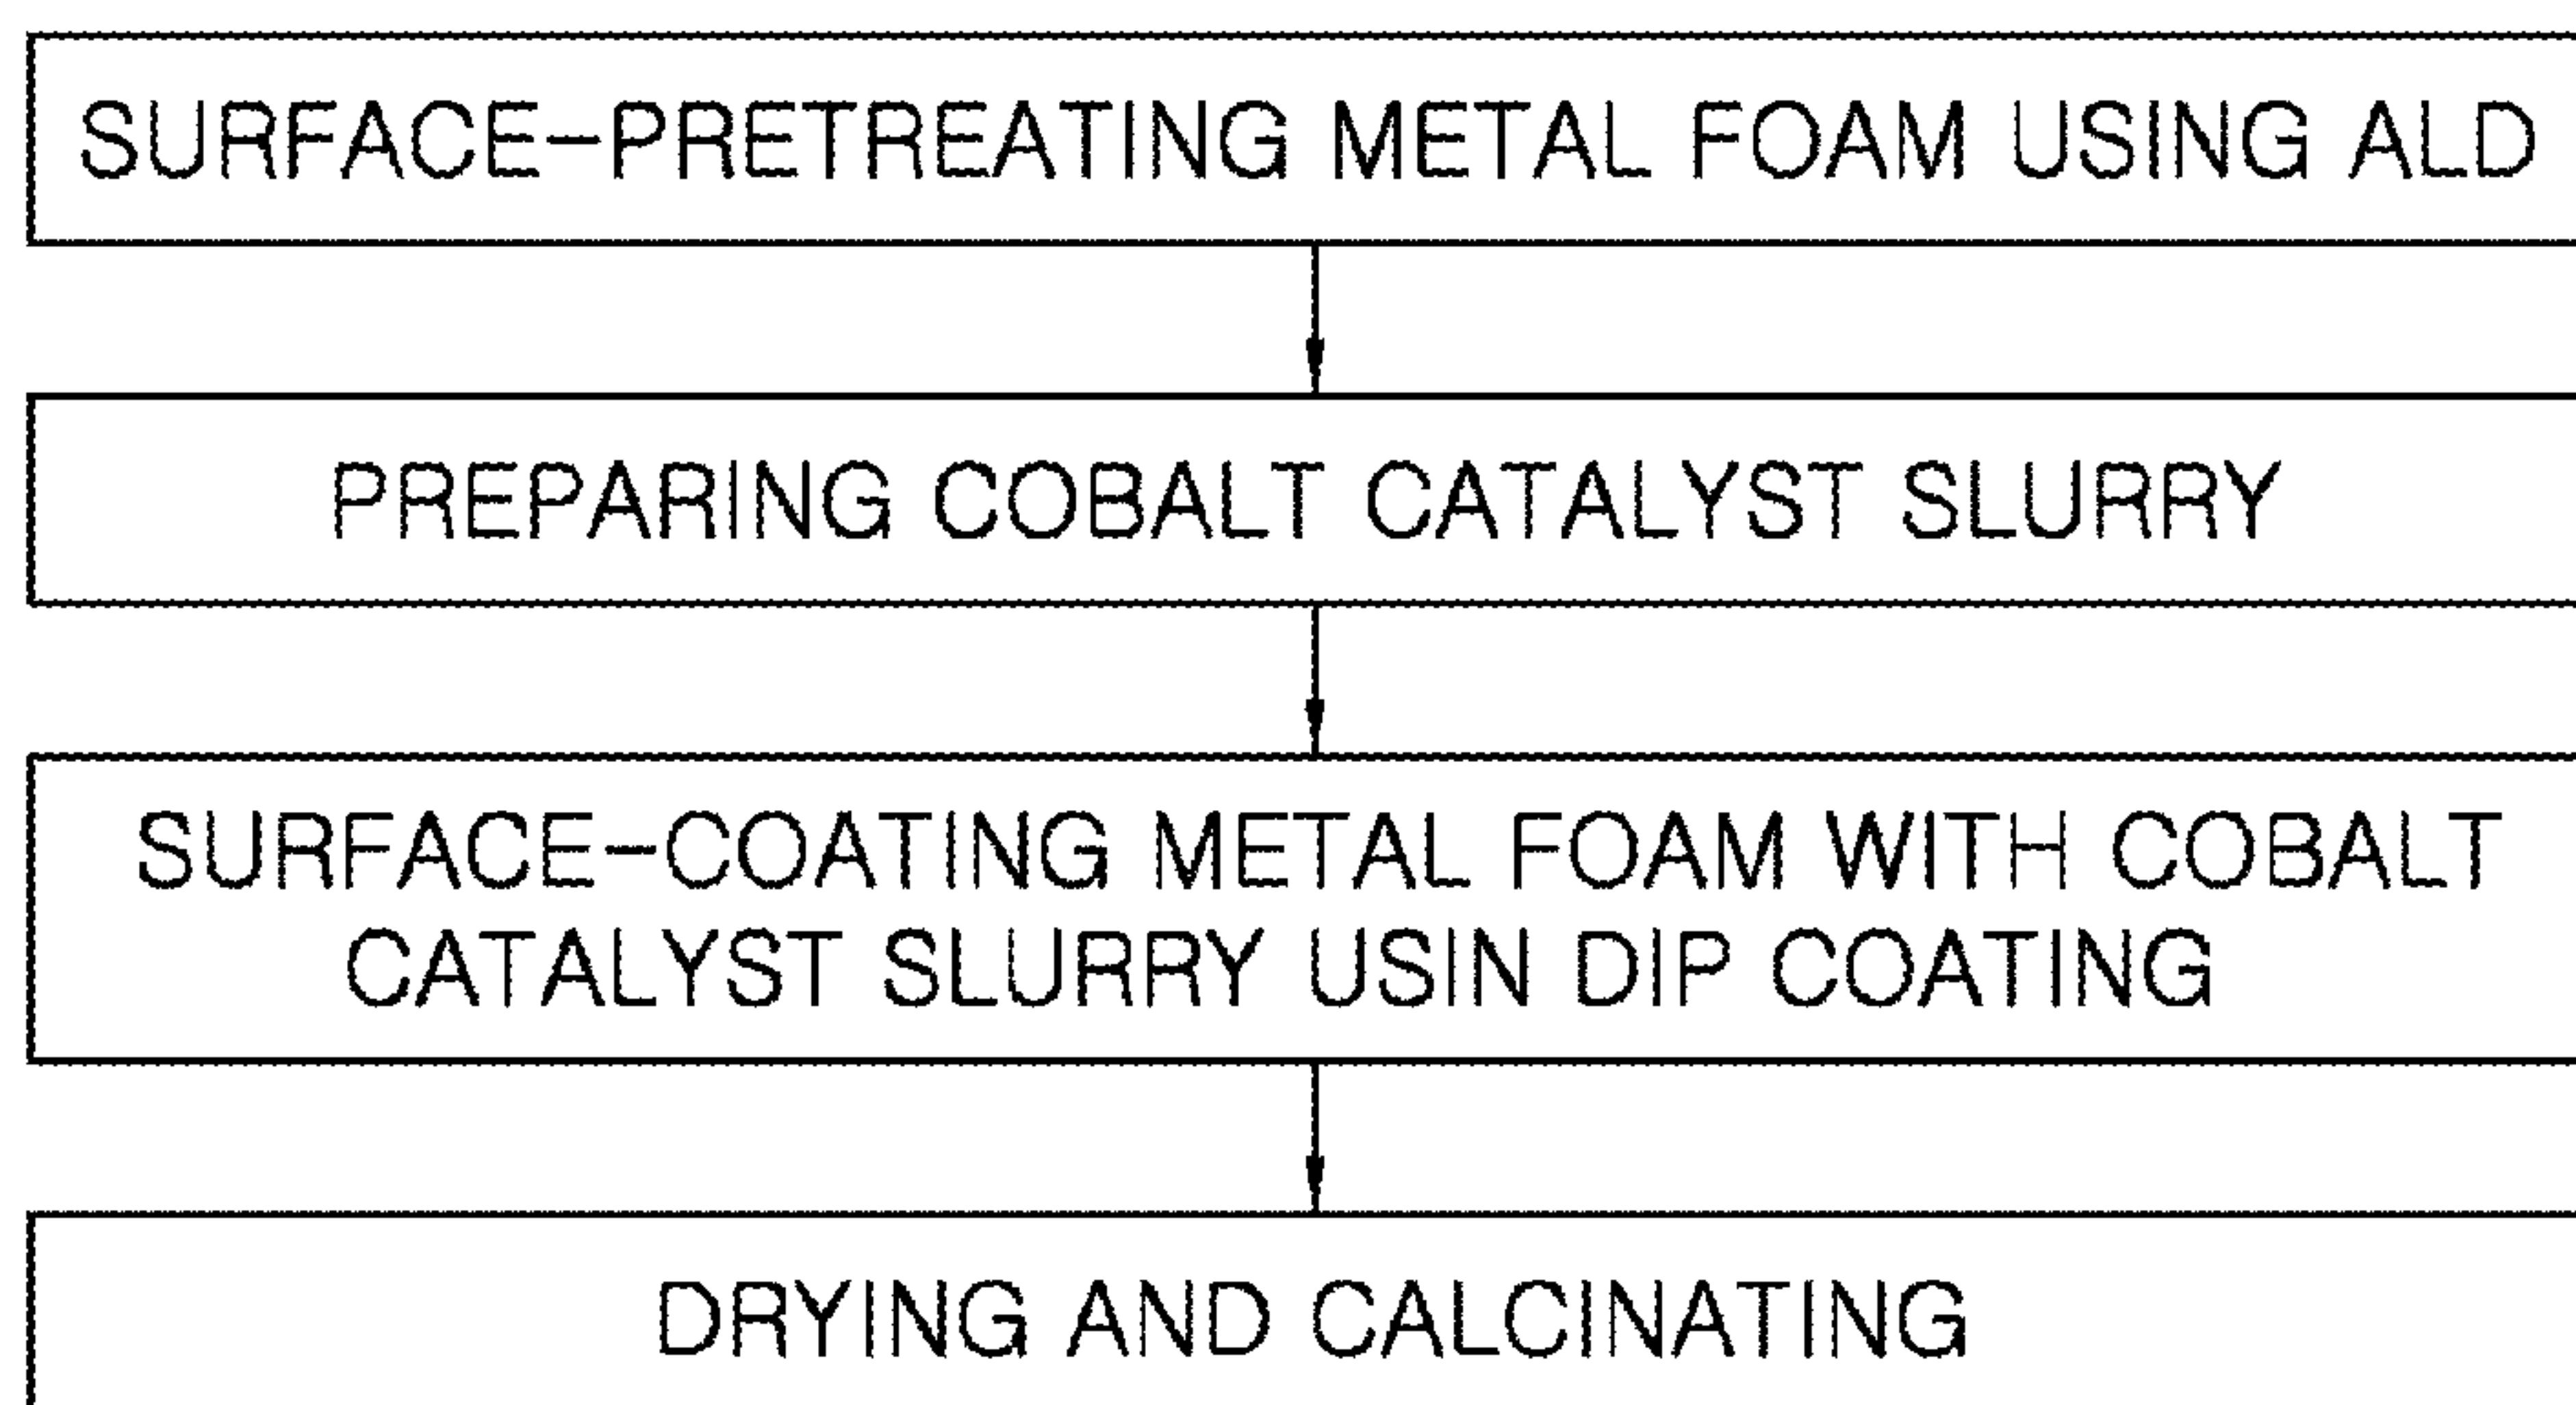 SURFACE-PRETREATING METAL FOAM USING ALD
PREPARING COBALT CATALYST SLURRY
SURFACE-COATING METAL FOAM WITH COBALT
CATALYST SLURRY USIN DIP COATING
DRYING AND CALCINATING